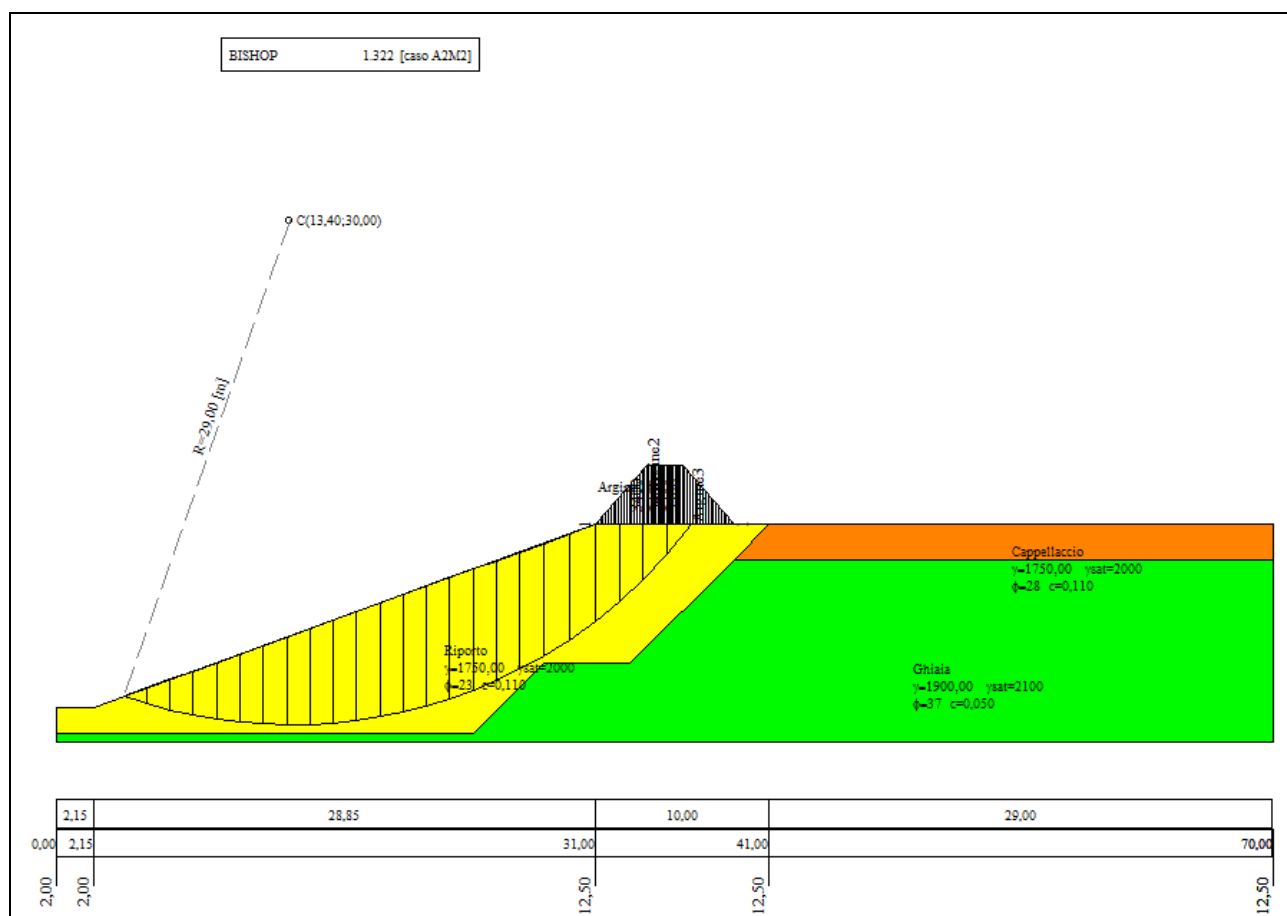 BISHOP 1.322 [caso A2M2]
C(13,40;30,00)
R=29,00 [m]
Cappellaccio
γ=1750,00 γsat=2000
ϕ=28 c=0,110
Riporto
γ=1750,00 γsat=2000
ϕ=23 c=0,110
Ghiaia
γ=1900,00 γsat=2100
ϕ=37 c=0,050
2,15 28,85 10,00 29,00
0,00 2,15 31,00 41,00 70,00
2,00 2,00 12,50 12,50 12,50